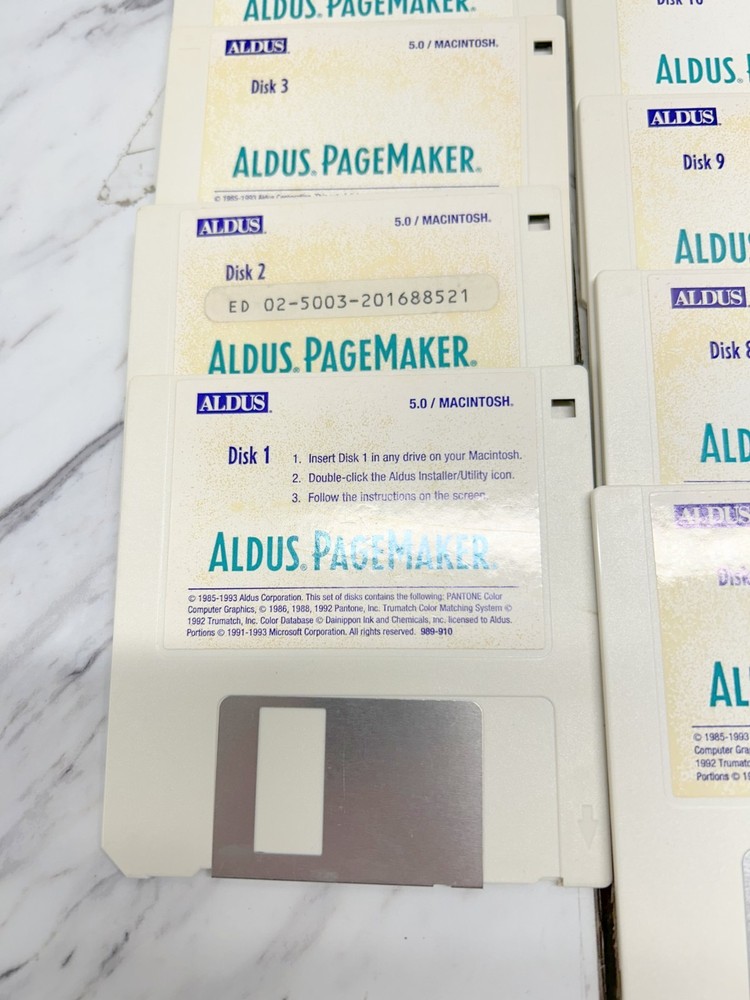 ALDUS. PAGEMAKER.
ALDUS 5.0 / MACINTOSH®
Disk 3
ALDUS® PAGEMAKER®
ALDUS 5.0 / MACINTOSH®
Disk 2
ED 02-5003-201688521
ALDUS® PAGEMAKER®
ALDUS 5.0 / MACINTOSH®
Disk 1
1. Insert Disk 1 in any drive on your Macintosh.
2. Double-click the Aldus Installer/Utility icon.
3. Follow the instructions on the screen.
ALDUS® PAGEMAKER®
© 1985-1993 Aldus Corporation. This set of disks contains the following: PANTONE Color
Computer Graphics, © 1986, 1988, 1992 Pantone, Inc. Trumatch Color Matching System ©
1992 Trumatch, Inc. Color Database © Dainippon Ink and Chemicals, Inc. licensed to Aldus.
Portions © 1991-1993 Microsoft Corporation. All rights reserved. 989-910
ALDUS.
ALDUS
Disk 9
ALDUS
Disk 8
ALDUS
© 1985-1993
1992
Portions ©